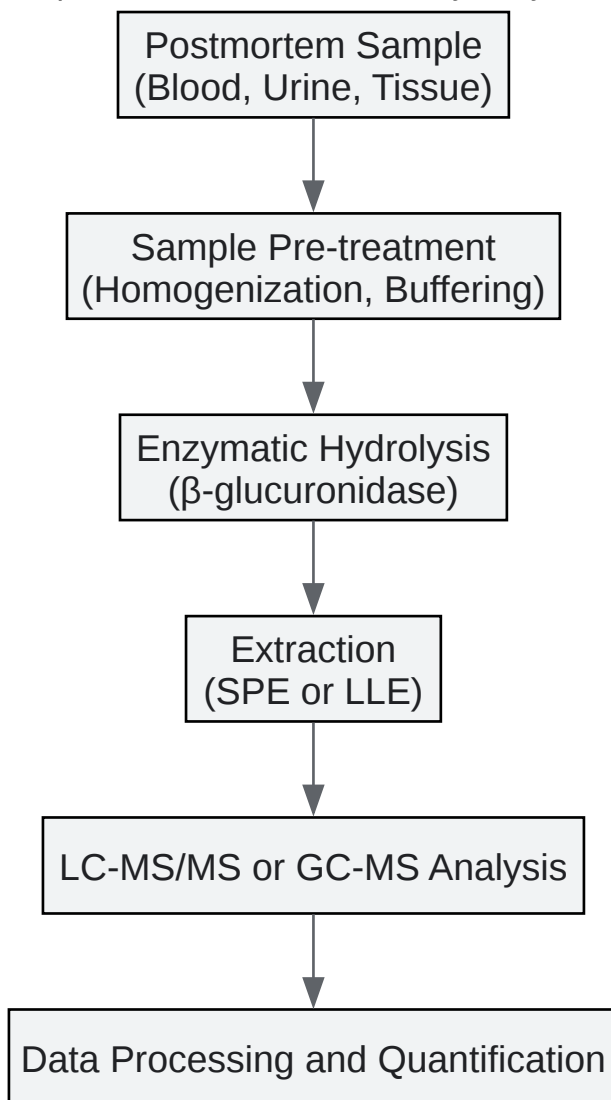 Postmortem Sample
(Blood, Urine, Tissue)
Sample Pre-treatment
(Homogenization, Buffering)
Enzymatic Hydrolysis
(β-glucuronidase)
Extraction
(SPE or LLE)
LC-MS/MS or GC-MS Analysis
Data Processing and Quantification